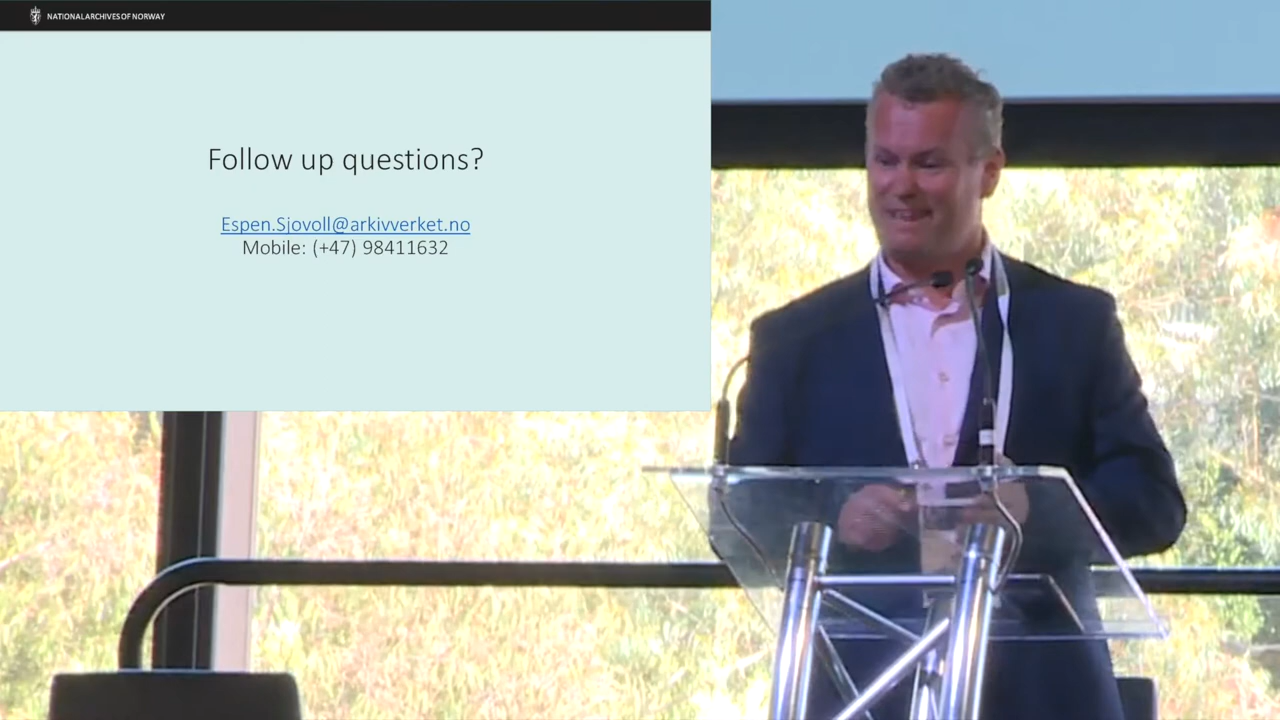 NATIONAL ARCHIVES OF NORWAY
Follow up questions?
Espen.Sjovoll@arkivverket.no
Mobile: (+47) 98411632